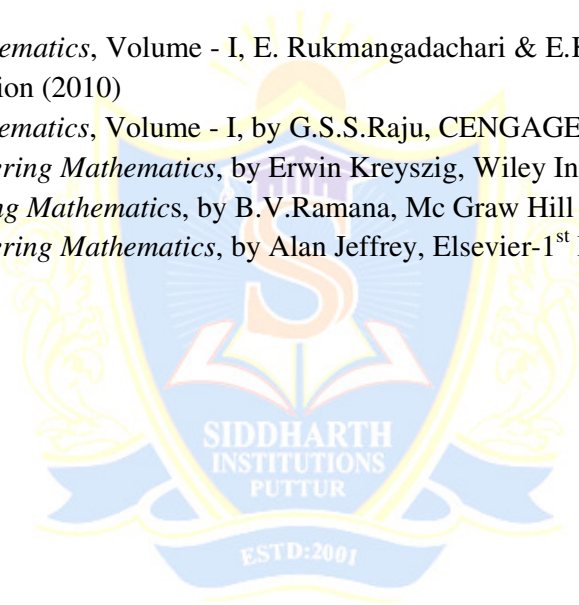 ematics, Volume - I, E. Rukmangadachari & E.
ion (2010)
ematics, Volume - I, by G.S.S.Raju, CENGAGE
ering Mathematics, by Erwin Kreyszig, Wiley In
ng Mathematics, by B.V.Ramana, Mc Graw Hill
ering Mathematics, by Alan Jeffrey, Elsevier-1st
S
SIDDHARTH
INSTITUTIONS
PUTTUR
ESTD:2001